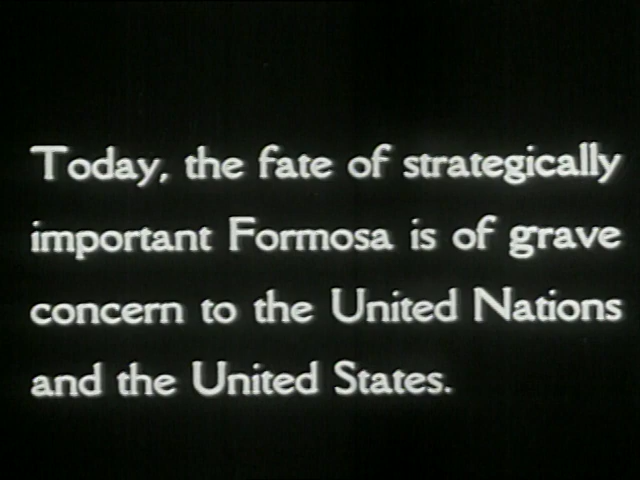 Today, the fate of strategically
important Formosa is of grave
concern to the United Nations
and the United States.